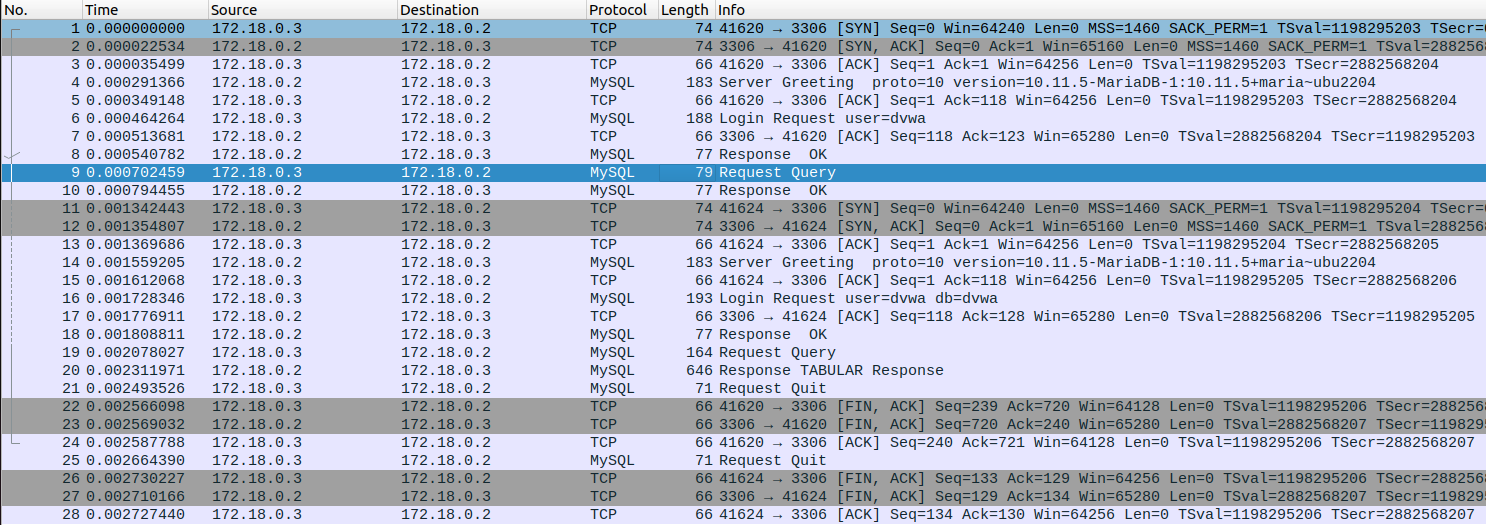 No. Time Source Destination Protocol Length Info
1 0.000000000 172.18.0.3 172.18.0.2 TCP 74 41620 → 3306 [SYN] Seq=0 Win=64240 Len=0 MSS=1460 SACK_PERM=1 TSval=1198295203 TSecr=
2 0.000022534 172.18.0.2 172.18.0.3 TCP 74 3306 → 41620 [SYN, ACK] Seq=0 Ack=1 Win=65160 Len=0 MSS=1460 SACK_PERM=1 TSval=2882568
3 0.000035499 172.18.0.3 172.18.0.2 TCP 66 41620 → 3306 [ACK] Seq=1 Ack=1 Win=64256 Len=0 TSval=1198295203 TSecr=2882568204
4 0.000291366 172.18.0.2 172.18.0.3 MySQL 183 Server Greeting proto=10 version=10.11.5-MariaDB-1:10.11.5+maria~ubu2204
5 0.000349148 172.18.0.3 172.18.0.2 TCP 66 41620 → 3306 [ACK] Seq=1 Ack=118 Win=64256 Len=0 TSval=1198295203 TSecr=2882568204
6 0.000464264 172.18.0.3 172.18.0.2 MySQL 188 Login Request user=dvwa
7 0.000513681 172.18.0.2 172.18.0.3 TCP 66 3306 → 41620 [ACK] Seq=118 Ack=123 Win=65280 Len=0 TSval=2882568204 TSecr=1198295203
8 0.000540782 172.18.0.2 172.18.0.3 MySQL 77 Response OK
9 0.000702459 172.18.0.3 172.18.0.2 MySQL 79 Request Query
10 0.000794455 172.18.0.2 172.18.0.3 MySQL 77 Response OK
11 0.001342443 172.18.0.3 172.18.0.2 TCP 74 41624 → 3306 [SYN] Seq=0 Win=64240 Len=0 MSS=1460 SACK_PERM=1 TSval=1198295204 TSecr=
12 0.001354807 172.18.0.2 172.18.0.3 TCP 74 3306 → 41624 [SYN, ACK] Seq=0 Ack=1 Win=65160 Len=0 MSS=1460 SACK_PERM=1 TSval=2882568
13 0.001369686 172.18.0.3 172.18.0.2 TCP 66 41624 → 3306 [ACK] Seq=1 Ack=1 Win=64256 Len=0 TSval=1198295204 TSecr=2882568205
14 0.001559205 172.18.0.2 172.18.0.3 MySQL 183 Server Greeting proto=10 version=10.11.5-MariaDB-1:10.11.5+maria~ubu2204
15 0.001612068 172.18.0.3 172.18.0.2 TCP 66 41624 → 3306 [ACK] Seq=1 Ack=118 Win=64256 Len=0 TSval=1198295205 TSecr=2882568206
16 0.001728346 172.18.0.3 172.18.0.2 MySQL 193 Login Request user=dvwa db=dvwa
17 0.001776911 172.18.0.2 172.18.0.3 TCP 66 3306 → 41624 [ACK] Seq=118 Ack=128 Win=65280 Len=0 TSval=2882568206 TSecr=1198295205
18 0.001808811 172.18.0.2 172.18.0.3 MySQL 77 Response OK
19 0.002078027 172.18.0.3 172.18.0.2 MySQL 164 Request Query
20 0.002311971 172.18.0.2 172.18.0.3 MySQL 646 Response TABULAR Response
21 0.002493526 172.18.0.3 172.18.0.2 MySQL 71 Request Quit
22 0.002566098 172.18.0.3 172.18.0.2 TCP 66 41620 → 3306 [FIN, ACK] Seq=239 Ack=720 Win=64128 Len=0 TSval=1198295206 TSecr=2882568
23 0.002569032 172.18.0.2 172.18.0.3 TCP 66 3306 → 41620 [FIN, ACK] Seq=720 Ack=240 Win=65280 Len=0 TSval=2882568207 TSecr=1198295
24 0.002587788 172.18.0.3 172.18.0.2 TCP 66 41620 → 3306 [ACK] Seq=240 Ack=721 Win=64128 Len=0 TSval=1198295206 TSecr=2882568207
25 0.002664390 172.18.0.3 172.18.0.2 MySQL 71 Request Quit
26 0.002730227 172.18.0.3 172.18.0.2 TCP 66 41624 → 3306 [FIN, ACK] Seq=133 Ack=129 Win=64256 Len=0 TSval=1198295206 TSecr=2882568
27 0.002710166 172.18.0.2 172.18.0.3 TCP 66 3306 → 41624 [FIN, ACK] Seq=129 Ack=134 Win=65280 Len=0 TSval=2882568207 TSecr=1198295
28 0.002727440 172.18.0.3 172.18.0.2 TCP 66 41624 → 3306 [ACK] Seq=134 Ack=130 Win=64256 Len=0 TSval=1198295206 TSecr=2882568207